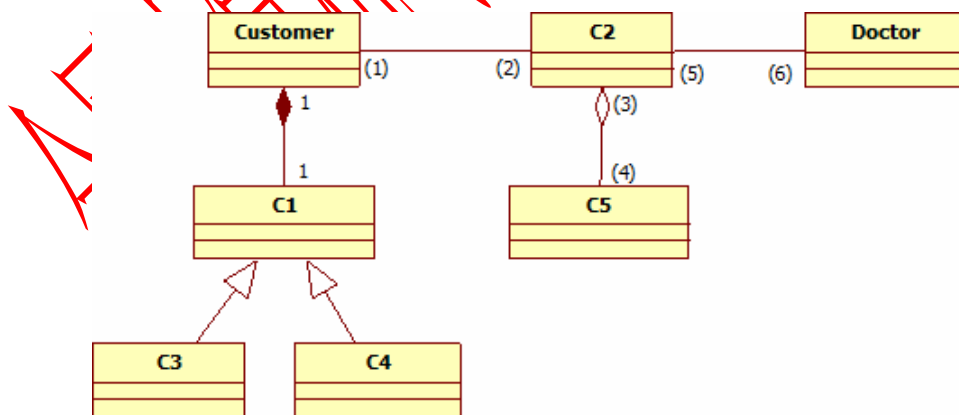 Customer
C2
Doctor
(1)
(2)
(5)
(6)
1
(3)
1
(4)
C1
C5
C3
C4